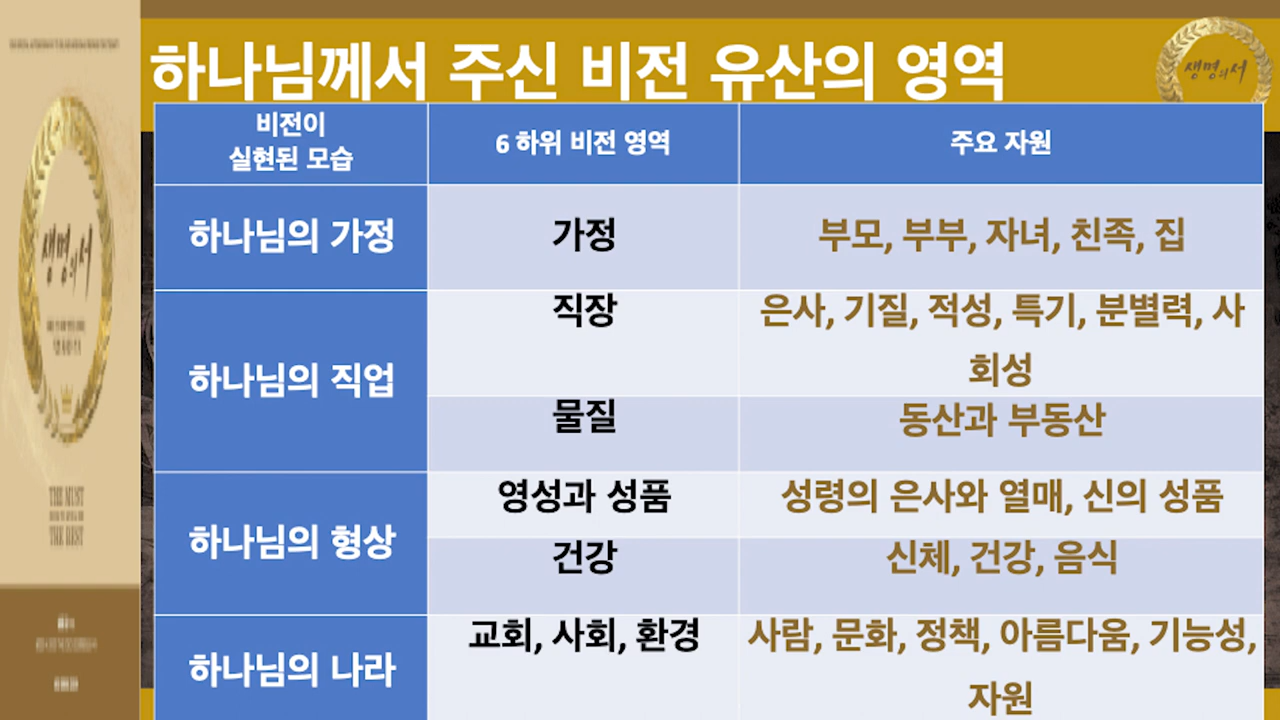 하나님께서 주신 비전 유산의 영역
생명의서
비전이
실현된 모습
6 하위 비전 영역
주요 자원
하나님의 가정
가정
부모, 부부, 자녀, 친족, 집
하나님의 직업
직장
은사, 기질, 적성, 특기, 분별력, 사
회성
물질
동산과 부동산
하나님의 형상
영성과 성품
성령의 은사와 열매, 신의 성품
건강
신체, 건강, 음식
하나님의 나라
교회, 사회, 환경
사람, 문화, 정책, 아름다움, 기능성,
자원
생명의서
THE MUST
THE BEST